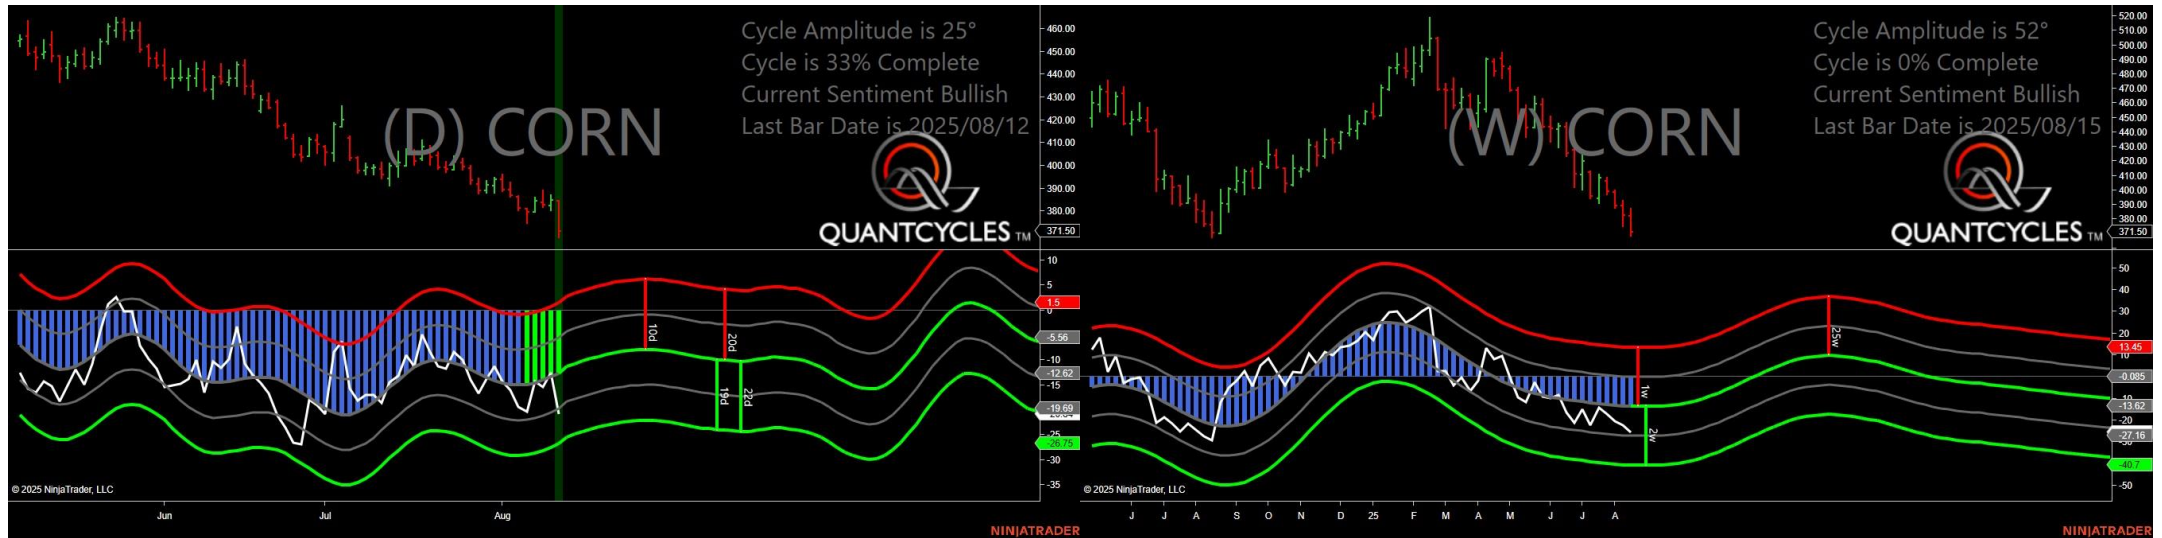 Cycle Amplitude is 25°
Cycle is 33% Complete
Current Sentiment Bullish
Last Bar Date is 2025/08/12
(D) CORN
QUANTCYCLES TM
460.00
450.00
440.00
430.00
420.00
410.00
400.00
390.00
380.00
371.50
10
5
1.5
0
-5.56
-10
-12.62
-15
-19.69
-25
-26.75
-30
-35
10d
20d
19d
22d
© 2025 NinjaTrader, LLC
Jun
Jul
Aug
NINJATRADER
Cycle Amplitude is 52°
Cycle is 0% Complete
Current Sentiment Bullish
Last Bar Date is 2025/08/15
(W) CORN
QUANTCYCLES TM
520.00
510.00
500.00
490.00
480.00
470.00
460.00
450.00
440.00
430.00
420.00
410.00
400.00
390.00
380.00
371.50
50
40
30
20
13.45
10
-0.085
-13.62
-20
-27.16
-40.7
-50
1w
2w
25w
© 2025 NinjaTrader, LLC
J
J
A
S
O
N
D
25
F
M
A
M
J
J
A
NINJATRADER